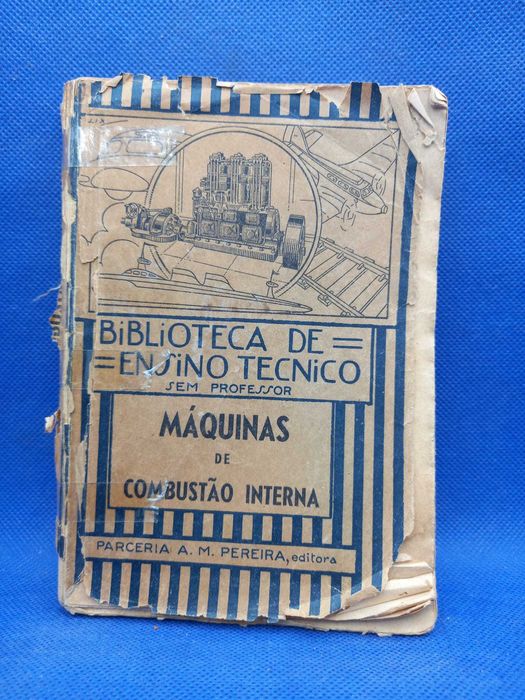 BiBLiOTECA DE
ENSiNO TECNiCO
SEM PROFESSOR
MÁQUINAS
DE
COMBUSTÃO INTERNA
PARCERIA A. M. PEREIRA, editora